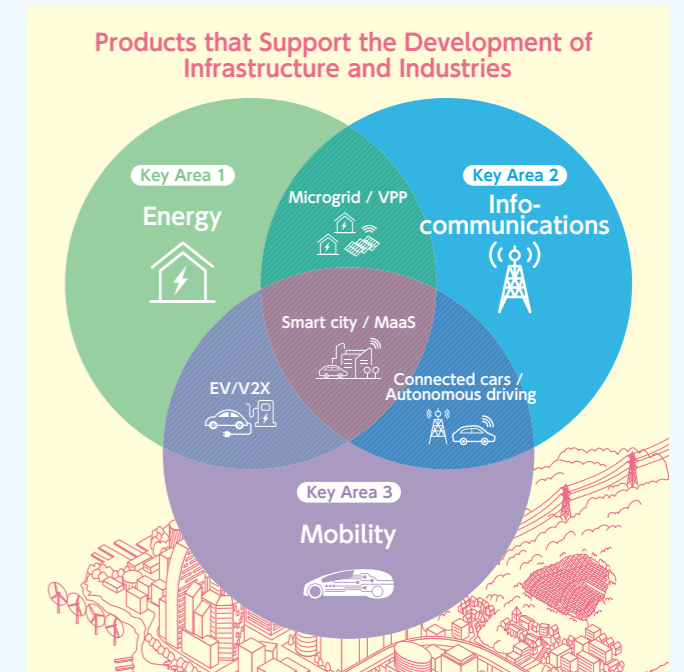 Products that Support the Development of
Infrastructure and Industries
Key Area 1
Energy
Key Area 2
Info-
communications
Microgrid / VPP
Smart city / MaaS
EV/V2X
Connected cars /
Autonomous driving
Key Area 3
Mobility